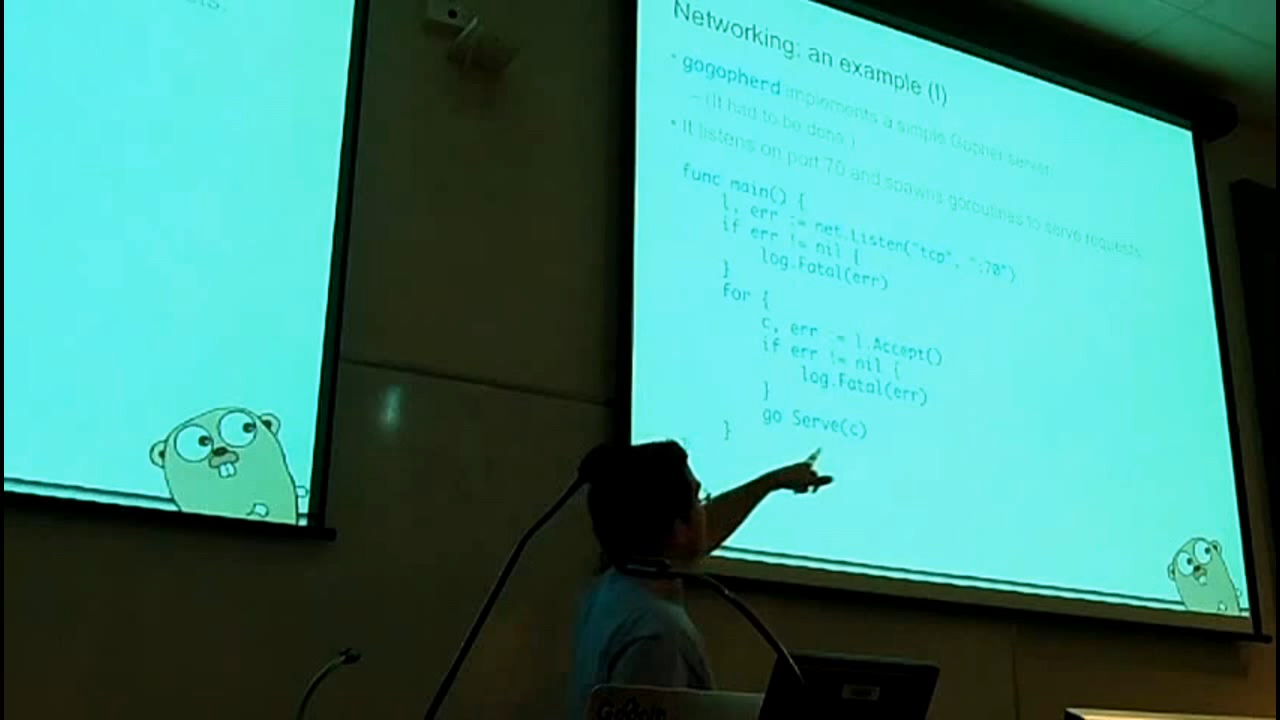 Networking: an example (I)
• gogopherd implements a simple Gopher server
– (It had to be done.)
• It listens on port 70 and spawns goroutines to serve requests.
func main() {
l, err := net.Listen("tcp", ":70")
if err != nil {
log.Fatal(err)
}
for {
c, err := l.Accept()
if err != nil {
log.Fatal(err)
}
go Serve(c)
}